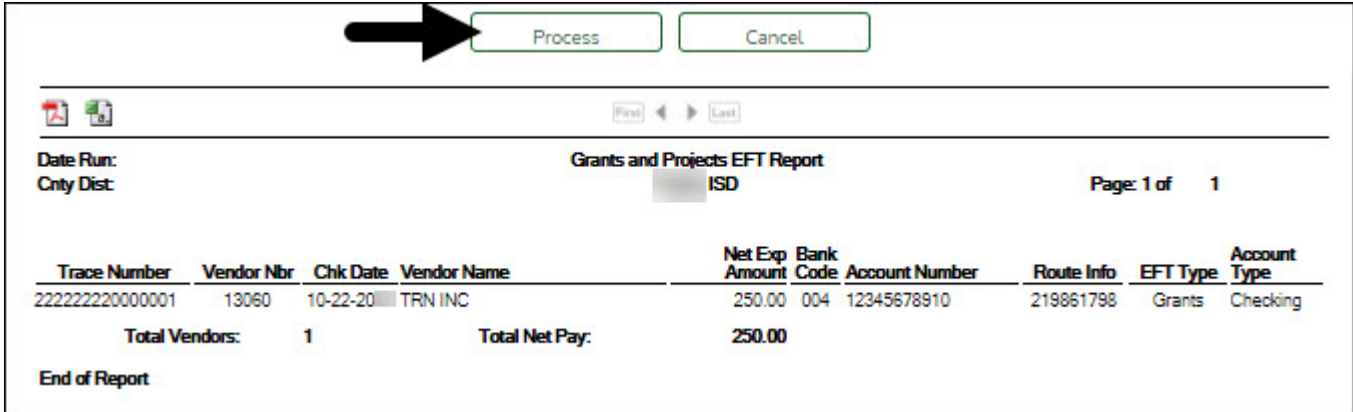 Process Cancel
First Last
Date Run: Grants and Projects EFT Report
Cnty Dist: ISD Page: 1 of 1
Net Exp Bank Account
Trace Number Vendor Nbr Chk Date Vendor Name Amount Code Account Number Route Info EFT Type Type
222222220000001 13060 10-22-20 TRN INC 250.00 004 12345678910 219861798 Grants Checking
Total Vendors: 1 Total Net Pay: 250.00
End of Report